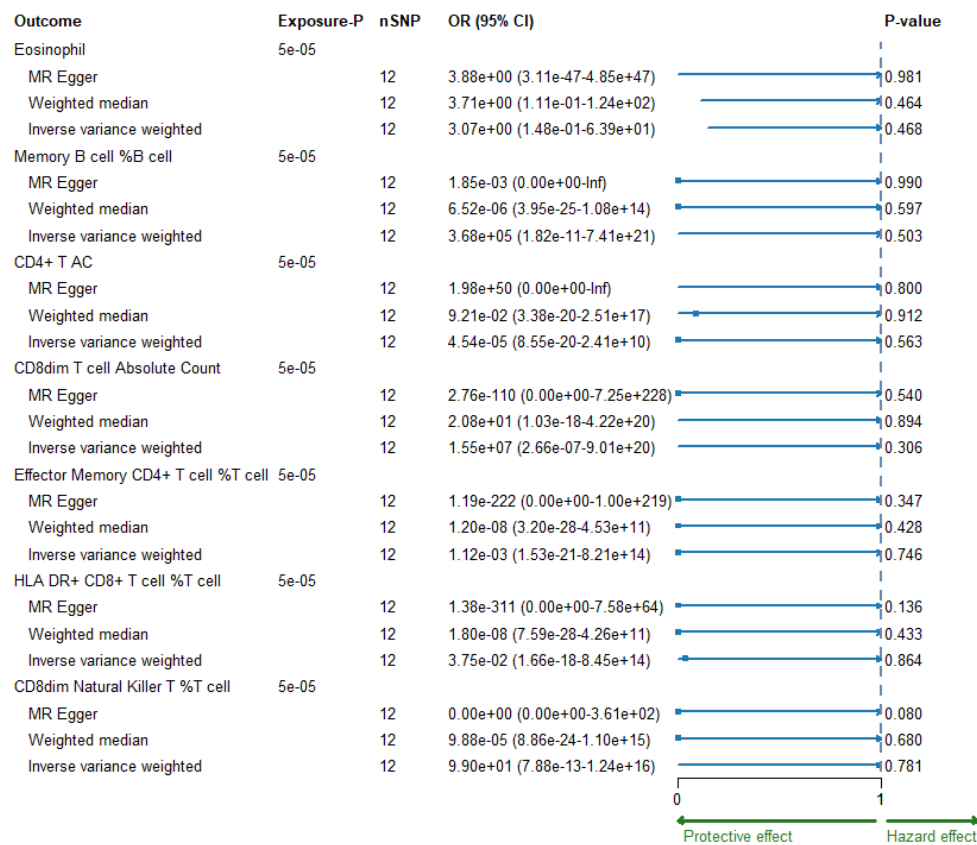 Outcome Exposure-P nSNP OR (95% CI) P-value
Eosinophil 5e-05
MR Egger 12 3.88e+00 (3.11e-47-4.85e+47) 0.981
Weighted median 12 3.71e+00 (1.11e-01-1.24e+02) 0.464
Inverse variance weighted 12 3.07e+00 (1.48e-01-6.39e+01) 0.468
Memory B cell %B cell 5e-05
MR Egger 12 1.85e-03 (0.00e+00-Inf) 0.990
Weighted median 12 6.52e-06 (3.95e-25-1.08e+14) 0.597
Inverse variance weighted 12 3.68e+05 (1.82e-11-7.41e+21) 0.503
CD4+ T AC 5e-05
MR Egger 12 1.98e+50 (0.00e+00-Inf) 0.800
Weighted median 12 9.21e-02 (3.38e-20-2.51e+17) 0.912
Inverse variance weighted 12 4.54e-05 (8.55e-20-2.41e+10) 0.563
CD8dim T cell Absolute Count 5e-05
MR Egger 12 2.76e-110 (0.00e+00-7.25e+228) 0.540
Weighted median 12 2.08e+01 (1.03e-18-4.22e+20) 0.894
Inverse variance weighted 12 1.55e+07 (2.66e-07-9.01e+20) 0.306
Effector Memory CD4+ T cell %T cell 5e-05
MR Egger 12 1.19e-222 (0.00e+00-1.00e+219) 0.347
Weighted median 12 1.20e-08 (3.20e-28-4.53e+11) 0.428
Inverse variance weighted 12 1.12e-03 (1.53e-21-8.21e+14) 0.746
HLA DR+ CD8+ T cell %T cell 5e-05
MR Egger 12 1.38e-311 (0.00e+00-7.58e+64) 0.136
Weighted median 12 1.80e-08 (7.59e-28-4.26e+11) 0.433
Inverse variance weighted 12 3.75e-02 (1.66e-18-8.45e+14) 0.864
CD8dim Natural Killer T %T cell 5e-05
MR Egger 12 0.00e+00 (0.00e+00-3.61e+02) 0.080
Weighted median 12 9.88e-05 (8.86e-24-1.10e+15) 0.680
Inverse variance weighted 12 9.90e+01 (7.88e-13-1.24e+16) 0.781
0 1
Protective effect Hazard effect